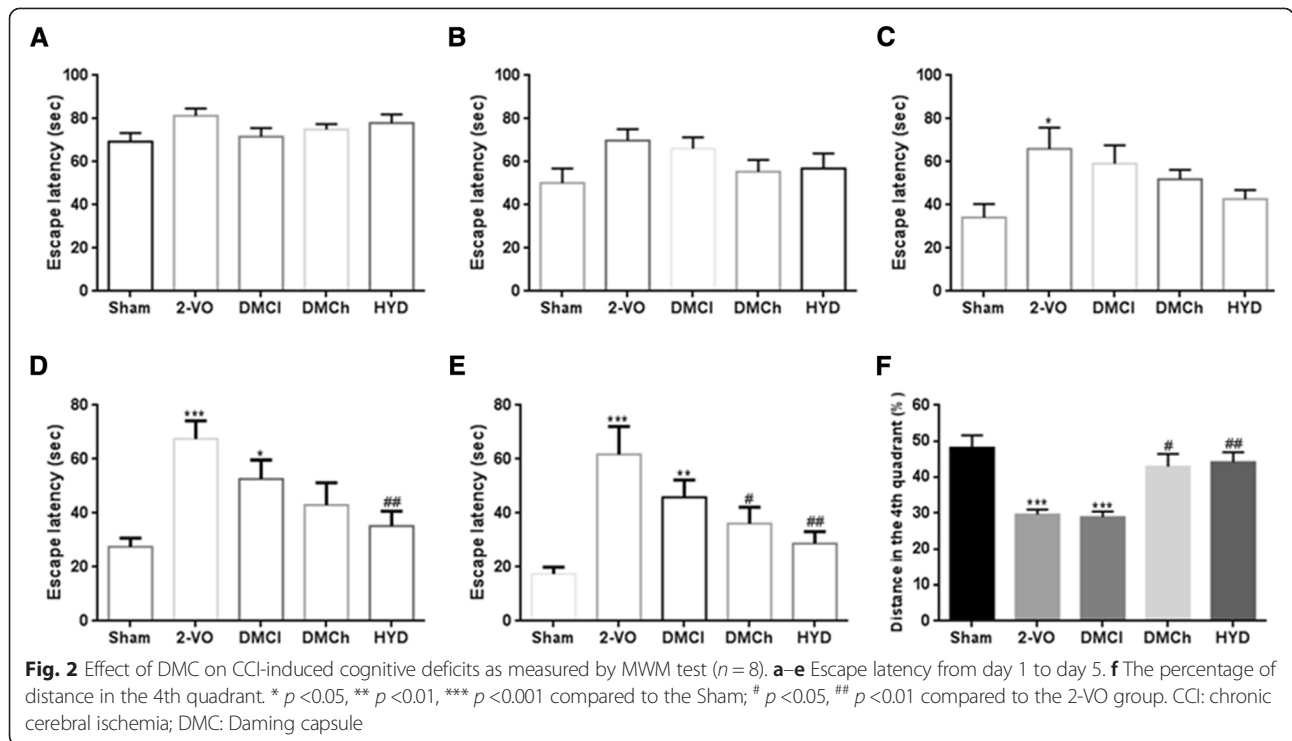 A
B
C
Escape latency (sec)
100
80
60
40
20
0
Sham 2-VO DMCl DMCh HYD
Escape latency (sec)
100
80
60
40
20
0
Sham 2-VO DMCl DMCh HYD
Escape latency (sec)
100
80
60
40
20
0
*
Sham 2-VO DMCl DMCh HYD
D
E
F
Escape latency (sec)
80
60
40
20
0
***
*
##
Sham 2-VO DMCl DMCh HYD
Escape latency (sec)
80
60
40
20
0
***
**
#
##
Sham 2-VO DMCl DMCh HYD
Distance in the 4th quadrant(%)
60
50
40
30
20
10
0
***
***
#
##
Sham 2-VO DMCl DMCh HYD
Fig. 2 Effect of DMC on CCI-induced cognitive deficits as measured by MWM test (n = 8). a–e Escape latency from day 1 to day 5. f The percentage of
distance in the 4th quadrant. * p <0.05, ** p <0.01, *** p <0.001 compared to the Sham; # p <0.05, ## p <0.01 compared to the 2-VO group. CCI: chronic
cerebral ischemia; DMC: Daming capsule